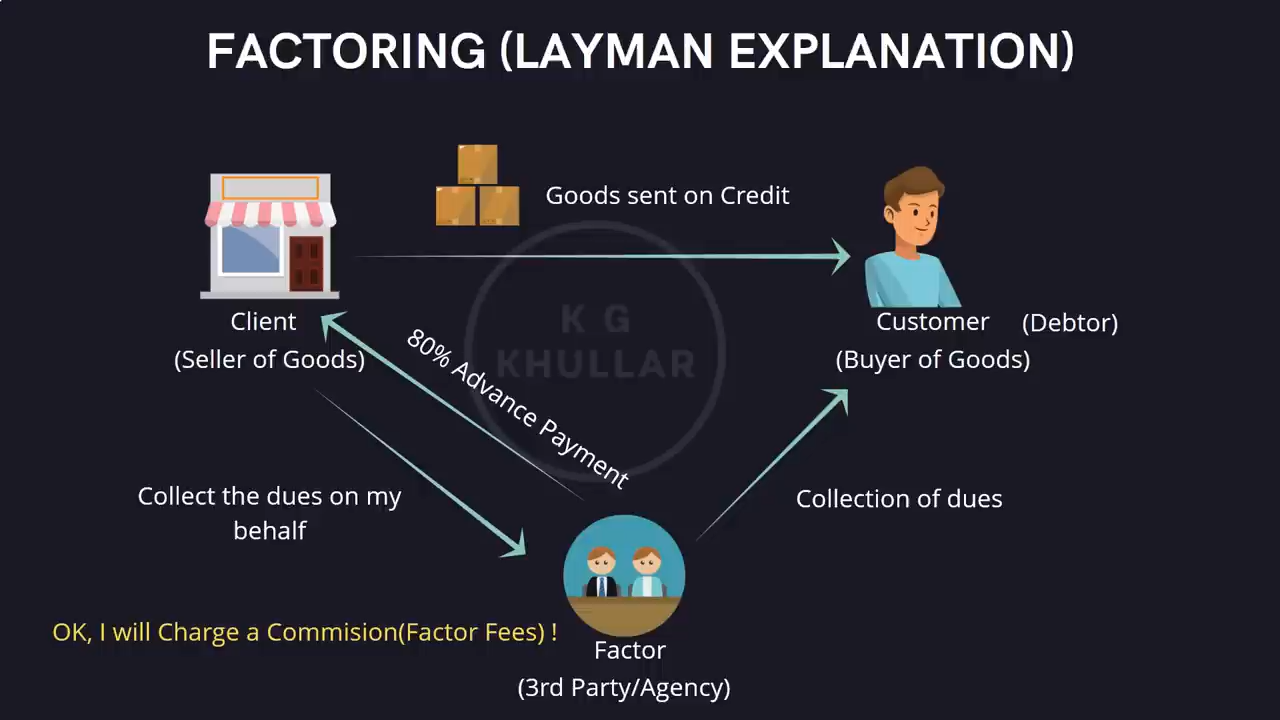 FACTORING (LAYMAN EXPLANATION)
Goods sent on Credit
K G
KHULLAR
Client
(Seller of Goods)
Customer (Debtor)
(Buyer of Goods)
80% Advance Payment
Collect the dues on my
behalf
Collection of dues
OK, I will Charge a Commision(Factor Fees) !
Factor
(3rd Party/Agency)